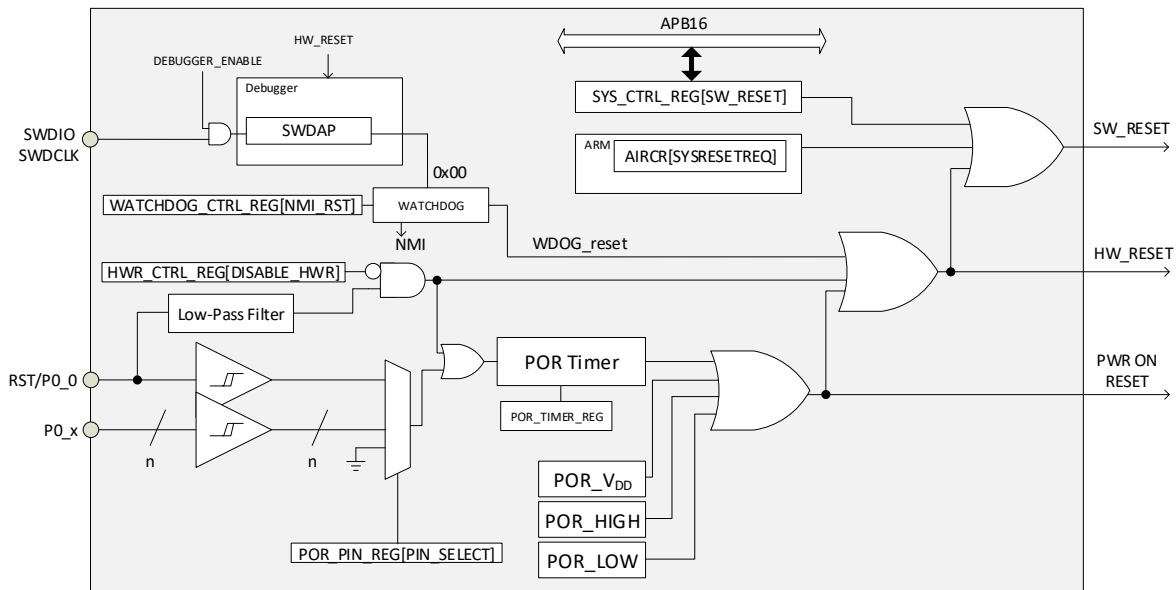 APB16
HW_RESET
DEBUGGER_ENABLE
Debugger
SWDAP
SWDIO
SWDCLK
SYS_CTRL_REG[SW_RESET]
SW_RESET
ARM
AIRCR[SYSRESETREQ]
0x00
WATCHDOG_CTRL_REG[NMI_RST]
WATCHDOG
NMI
WDOG_reset
HW_RESET
HWR_CTRL_REG[DISABLE_HWR]
Low-Pass Filter
RST/P0_0
POR Timer
PWR ON
RESET
POR_TIMER_REG
P0_x
n
n
POR_VDD
POR_HIGH
POR_LOW
POR_PIN_REG[PIN_SELECT]